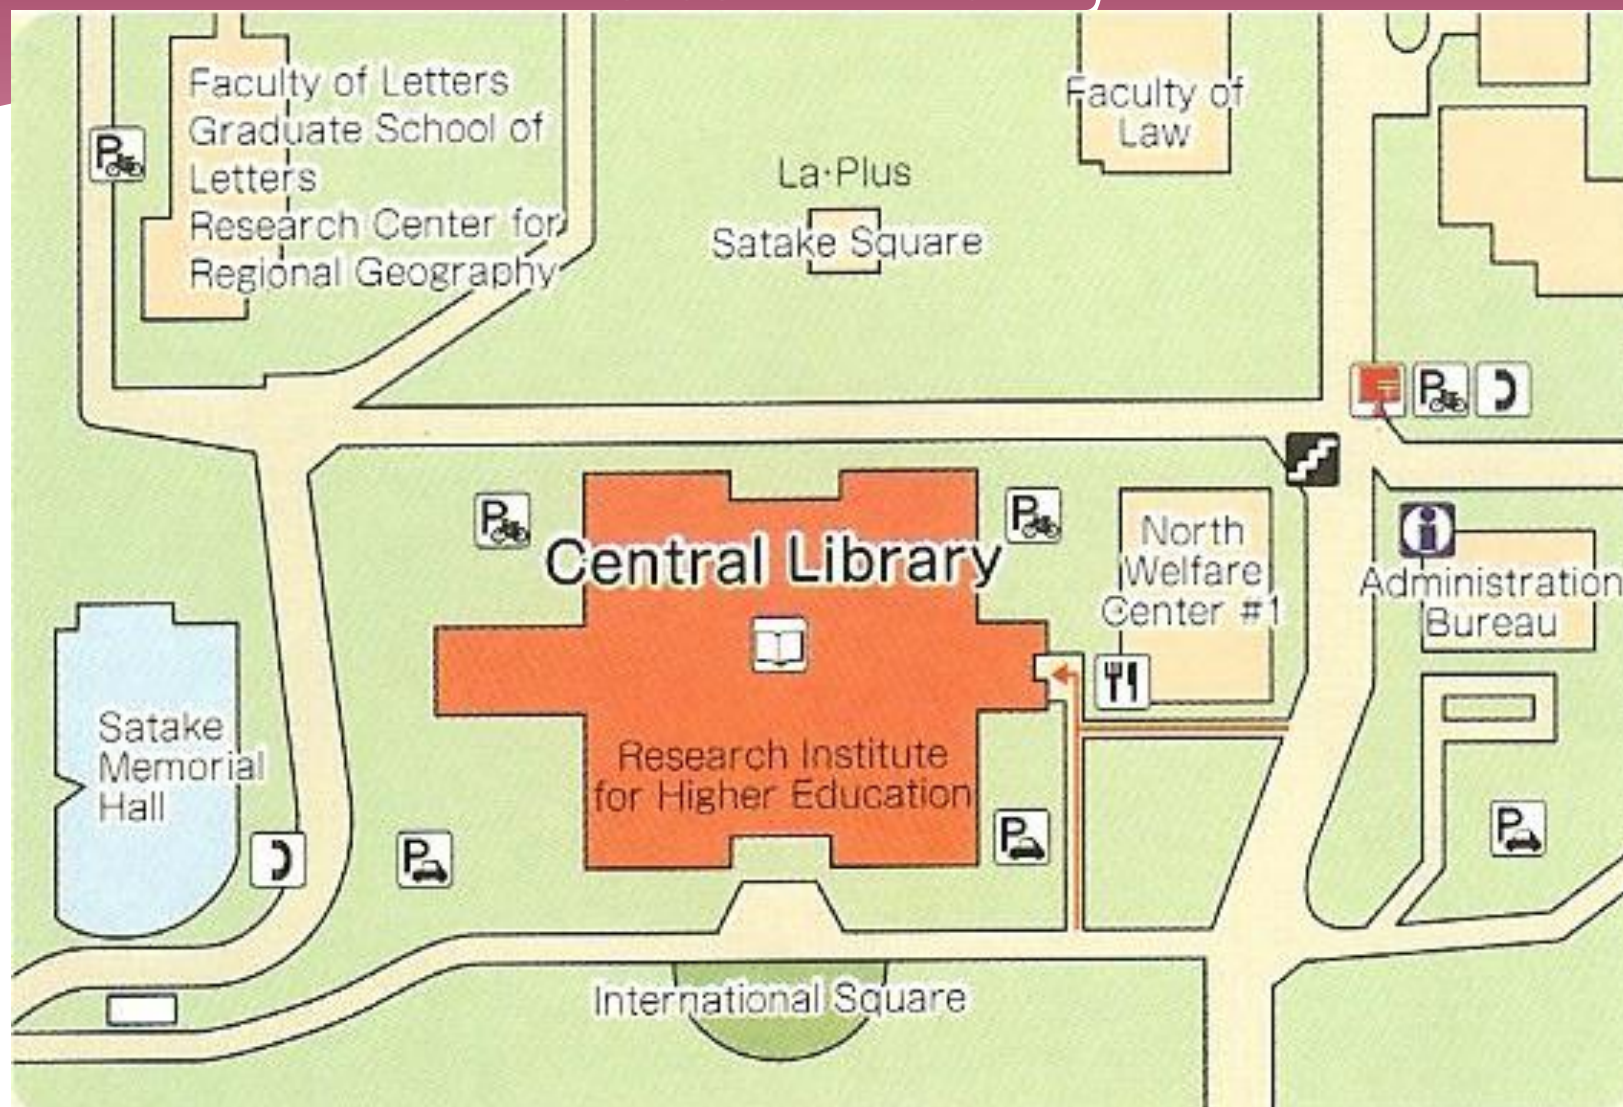 Faculty of Letters
Graduate School of
Letters
Research Center for
Regional Geography
La・Plus
Satake Square
Faculty of
Law
P
P
P
P
Central Library
North
Welfare
Center #1
i
Administration
Bureau
Research Institute
for Higher Education
Satake
Memorial
Hall
P
P
P
International Square